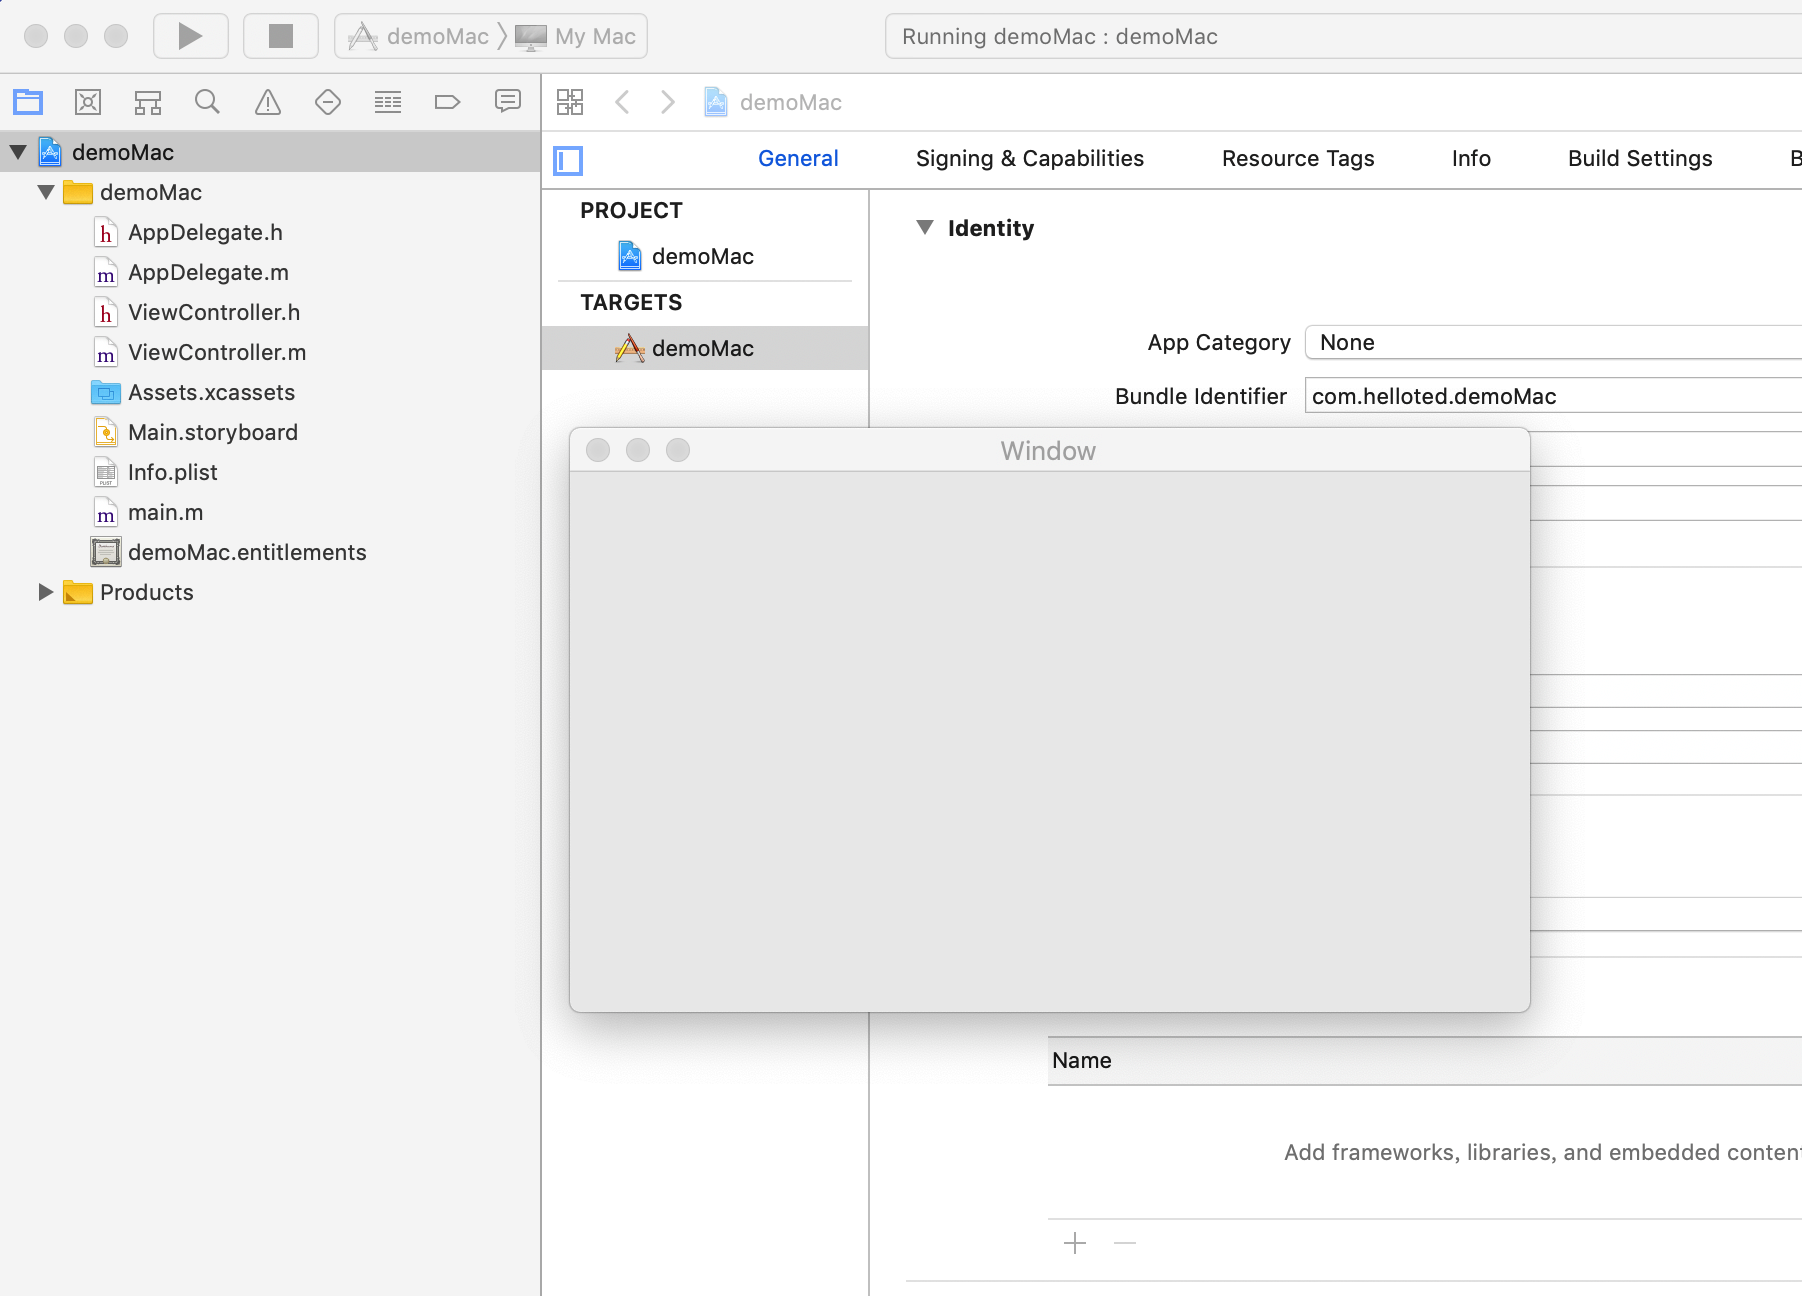 demoMac
My Mac
Running demoMac : demoMac
demoMac
demoMac
demoMac
AppDelegate.h
AppDelegate.m
ViewController.h
ViewController.m
Assets.xcassets
Main.storyboard
Info.plist
main.m
demoMac.entitlements
Products
General
Signing & Capabilities
Resource Tags
Info
Build Settings
B
PROJECT
demoMac
TARGETS
demoMac
Identity
App Category
None
Bundle Identifier
com.helloted.demoMac
Window
Name
Add frameworks, libraries, and embedded content